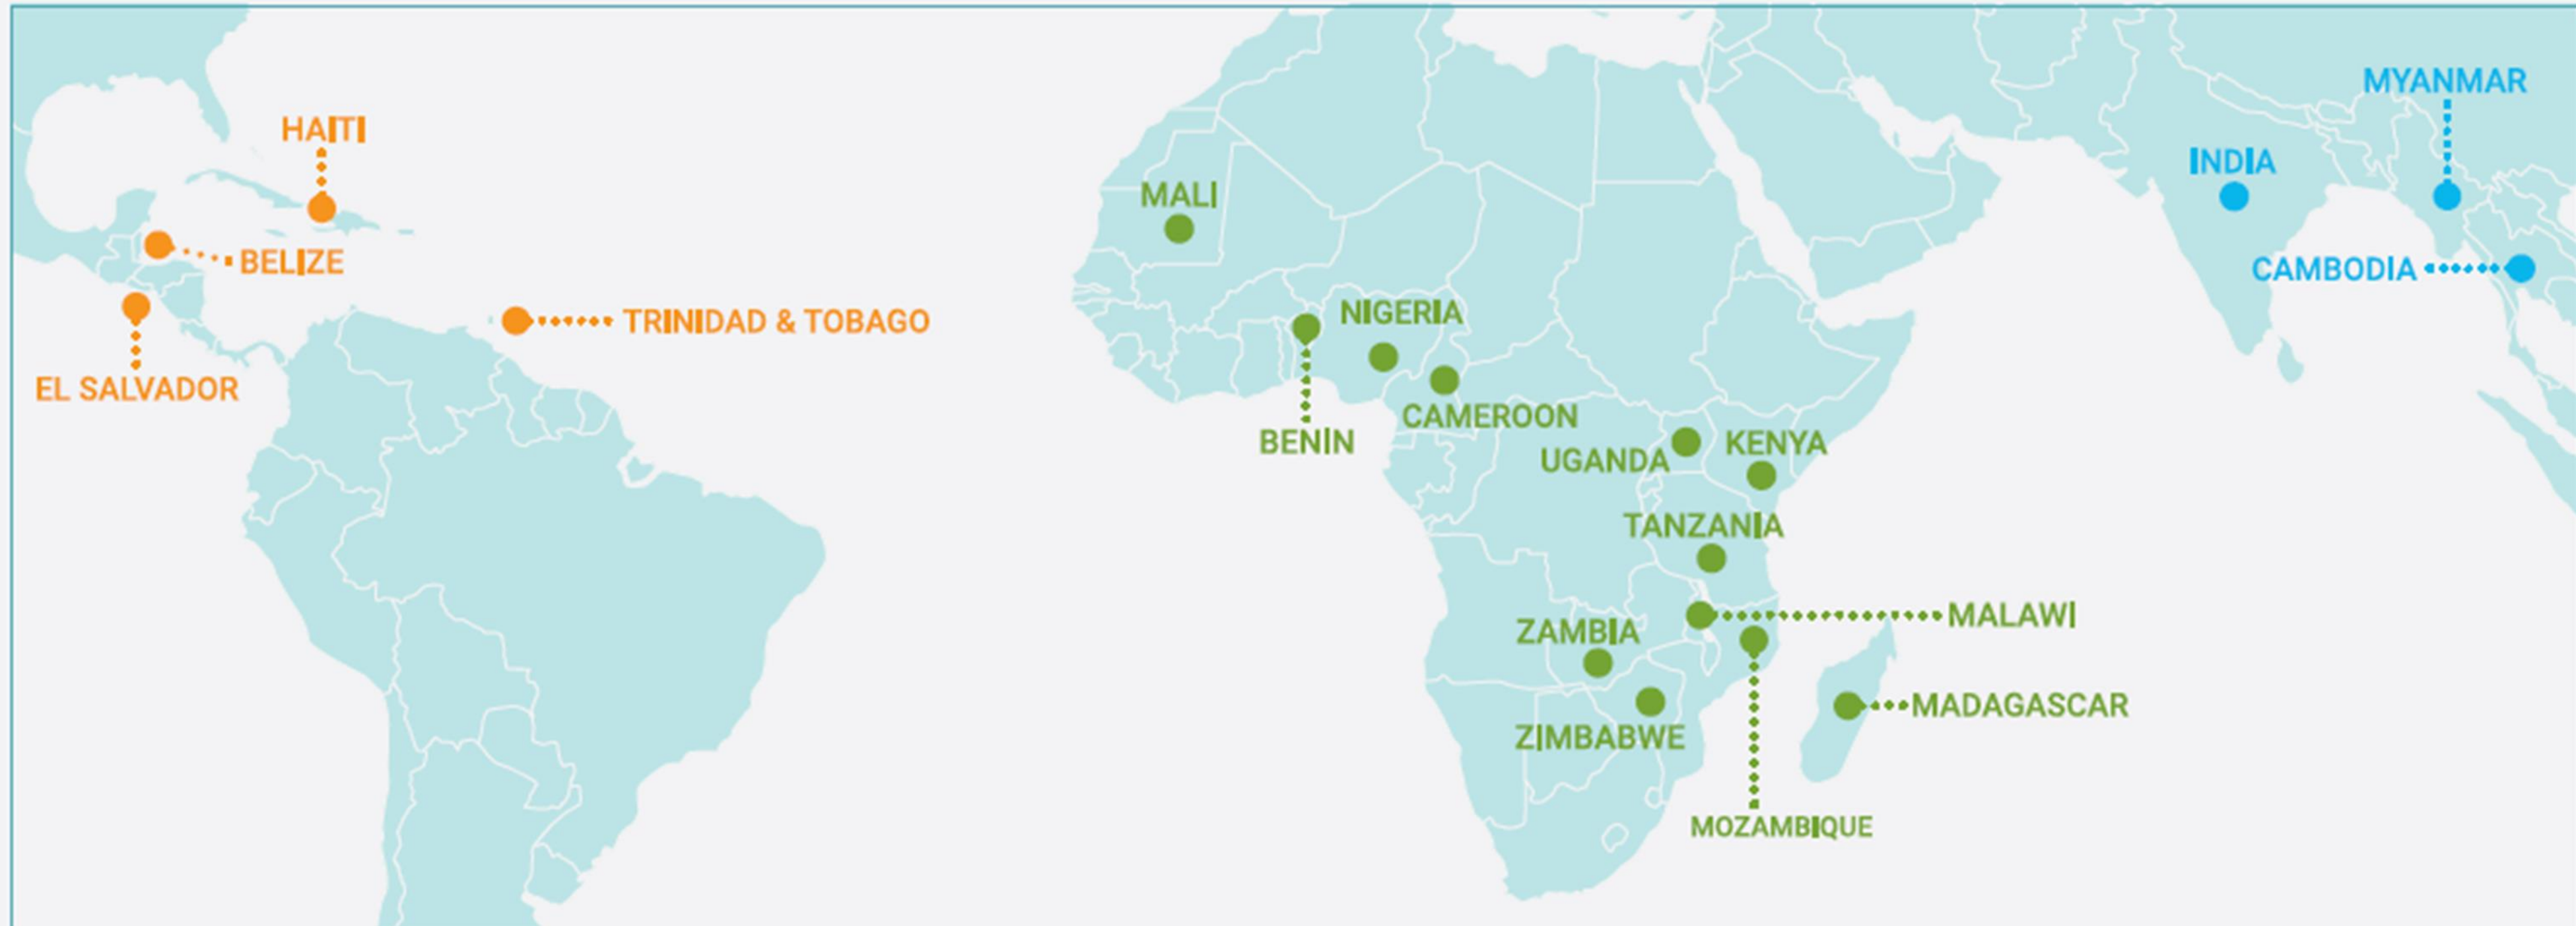 HAITI
BELIZE
EL SALVADOR
TRINIDAD & TOBAGO
MALI
NIGERIA
BENIN
CAMEROON
UGANDA
KENYA
TANZANIA
MALAWI
ZAMBIA
MADAGASCAR
ZIMBABWE
MOZAMBIQUE
MYANMAR
INDIA
CAMBODIA